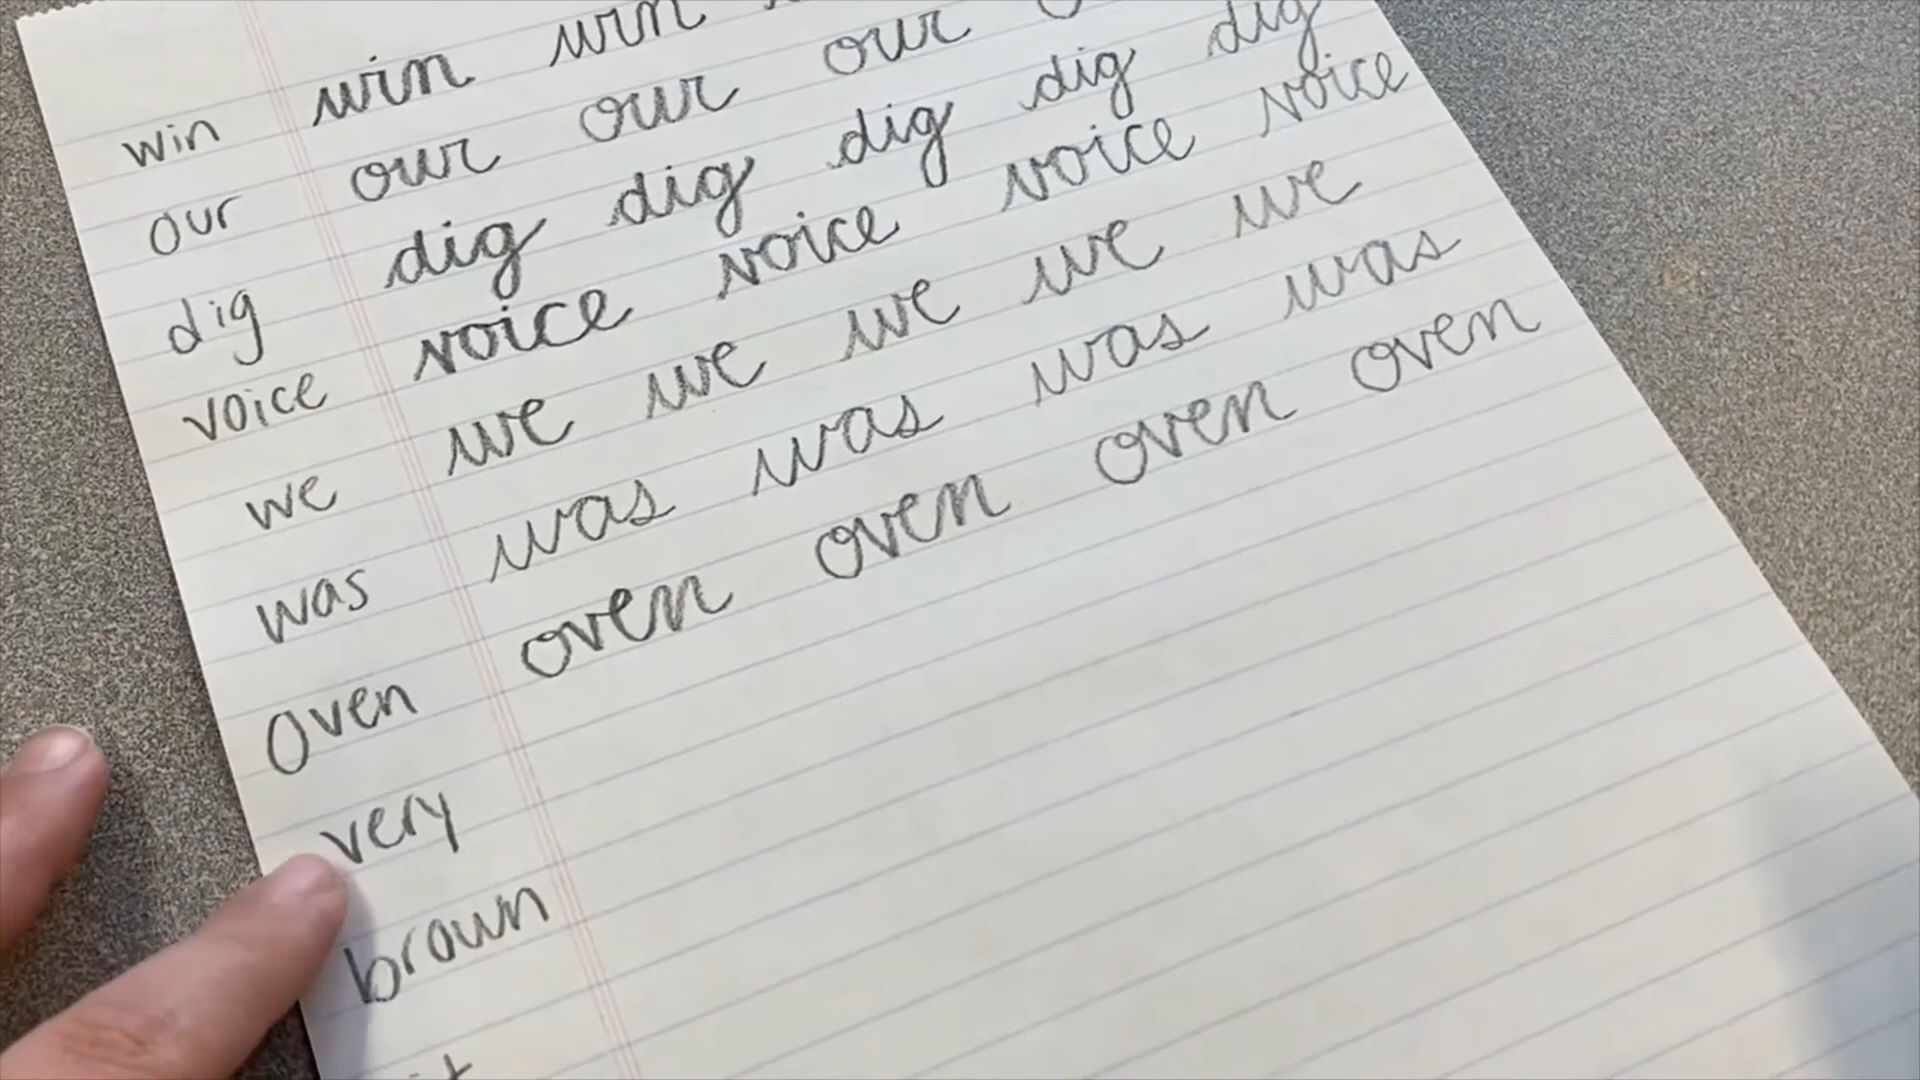 win win win
our our our our
dig dig dig dig dig dig
voice voice voice voice voice
we we we we we we
was was was was was
oven oven oven oven oven
very
brown